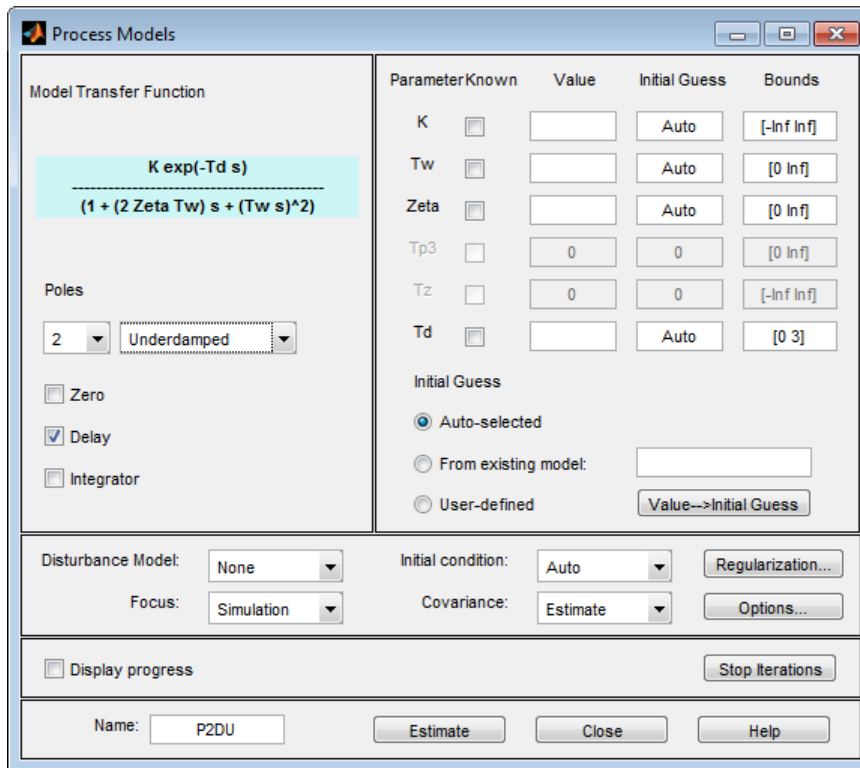 Process Models
Model Transfer Function
K exp(-Td s)
------------------------------------------
(1 + (2 Zeta Tw) s + (Tw s)^2)
Poles
2 Underdamped
Zero
Delay
Integrator
Parameter Known Value Initial Guess Bounds
K Auto [-Inf Inf]
Tw Auto [0 Inf]
Zeta Auto [0 Inf]
Tp3 0 0 [0 Inf]
Tz 0 0 [-Inf Inf]
Td Auto [0 3]
Initial Guess
Auto-selected
From existing model:
User-defined Value-->Initial Guess
Disturbance Model: None Initial condition: Auto Regularization...
Focus: Simulation Covariance: Estimate Options...
Display progress Stop Iterations
Name: P2DU Estimate Close Help